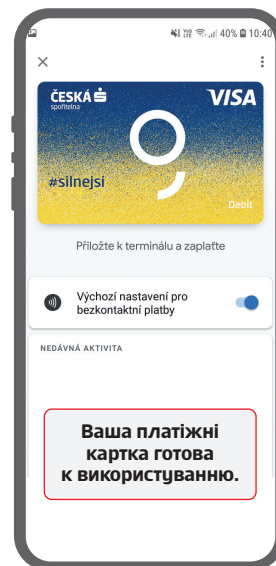 40% 10:40
ČESKÁ
spořitelna
VISA
#silnejsi
Debit
Přiložte k terminálu a zaplaťte
Výchozí nastavení pro
bezkontaktní platby
NEDÁVNÁ AKTIVITA
Ваша платіжні
картка готова
к використуванню.